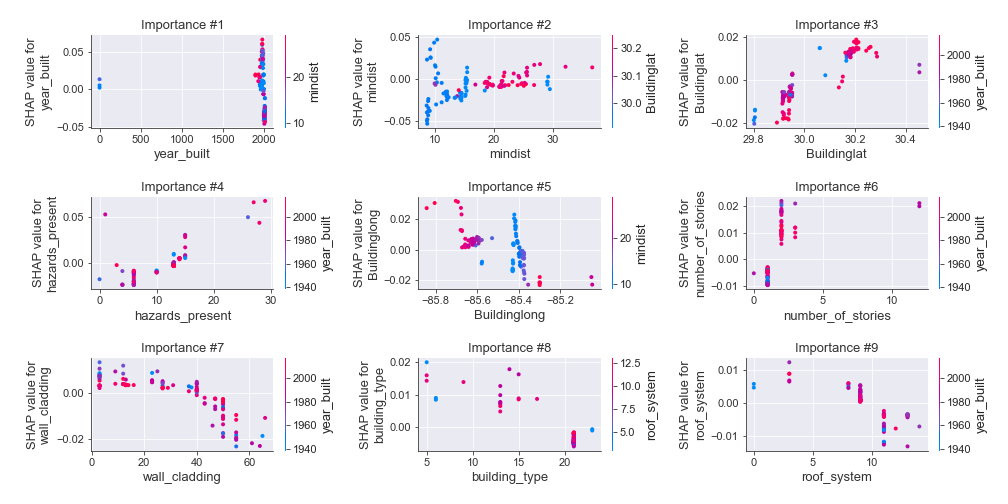 Importance #1
Importance #2
Importance #3
SHAP value for
year_built
0.05
0.00
−0.05
0
500
1000
1500
2000
year_built
20
10
mindist
SHAP value for
mindist
0.05
0.00
−0.05
10
20
30
mindist
30.2
30.1
30.0
Buildinglat
SHAP value for
Buildinglat
0.00
−0.02
29.8
30.0
30.2
30.4
Buildinglat
2000
1980
1960
1940
year_built
Importance #4
Importance #5
Importance #6
SHAP value for
hazards_present
0.05
0.00
0
10
20
30
hazards_present
2000
1980
1960
1940
year_built
SHAP value for
Buildinglong
0.02
0.00
−0.02
−85.8
−85.6
−85.4
−85.2
Buildinglong
20
10
mindist
SHAP value for
number_of_stories
0.02
0.01
0.00
−0.01
0
5
10
number_of_stories
2000
1980
1960
1940
year_built
Importance #7
Importance #8
Importance #9
SHAP value for
wall_cladding
0.00
−0.02
0
20
40
60
wall_cladding
2000
1980
1960
1940
year_built
SHAP value for
building_type
0.02
0.01
0.00
5
10
15
20
building_type
12.5
10.0
7.5
5.0
roof_system
SHAP value for
roof_system
0.01
0.00
−0.01
0
5
10
roof_system
2000
1980
1960
1940
year_built